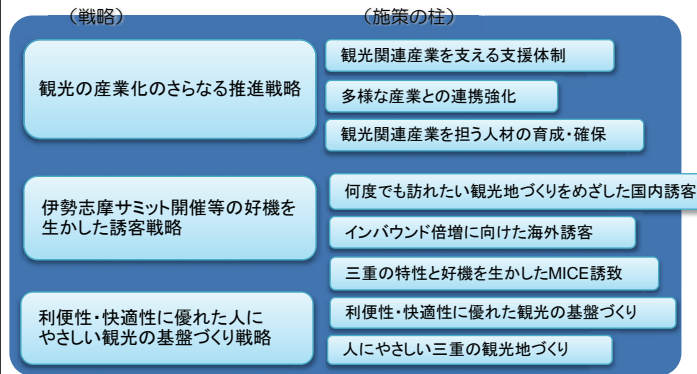 （戦略）
（施策の柱）
観光の産業化のさらなる推進戦略
観光関連産業を支える支援体制
多様な産業との連携強化
観光関連産業を担う人材の育成・確保
伊勢志摩サミット開催等の好機を
生かした誘客戦略
何度でも訪れたい観光地づくりをめざした国内誘客
インバウンド倍増に向けた海外誘客
三重の特性と好機を生かしたMICE誘致
利便性・快適性に優れた人に
やさしい観光の基盤づくり戦略
利便性・快適性に優れた観光の基盤づくり
人にやさしい三重の観光地づくり